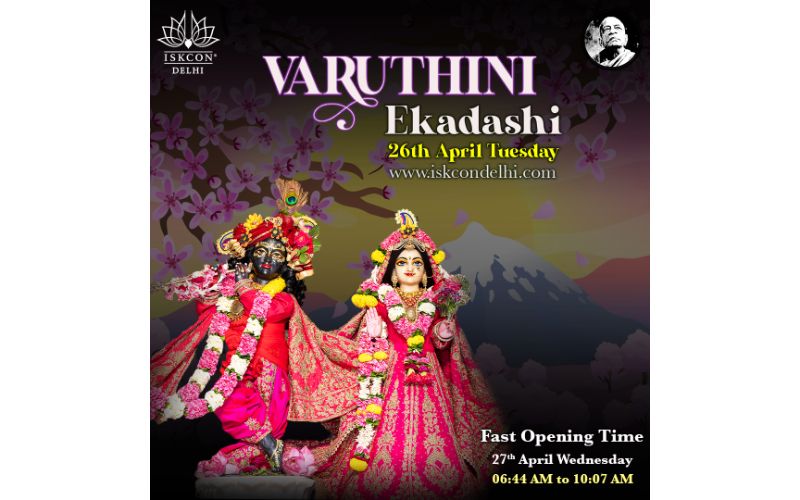 ISKCON®
DELHI
VARUTHINI
Ekadashi
26th April Tuesday
www.iskcondelhi.com
Fast Opening Time
27th April Wednesday
06:44 AM to 10:07 AM